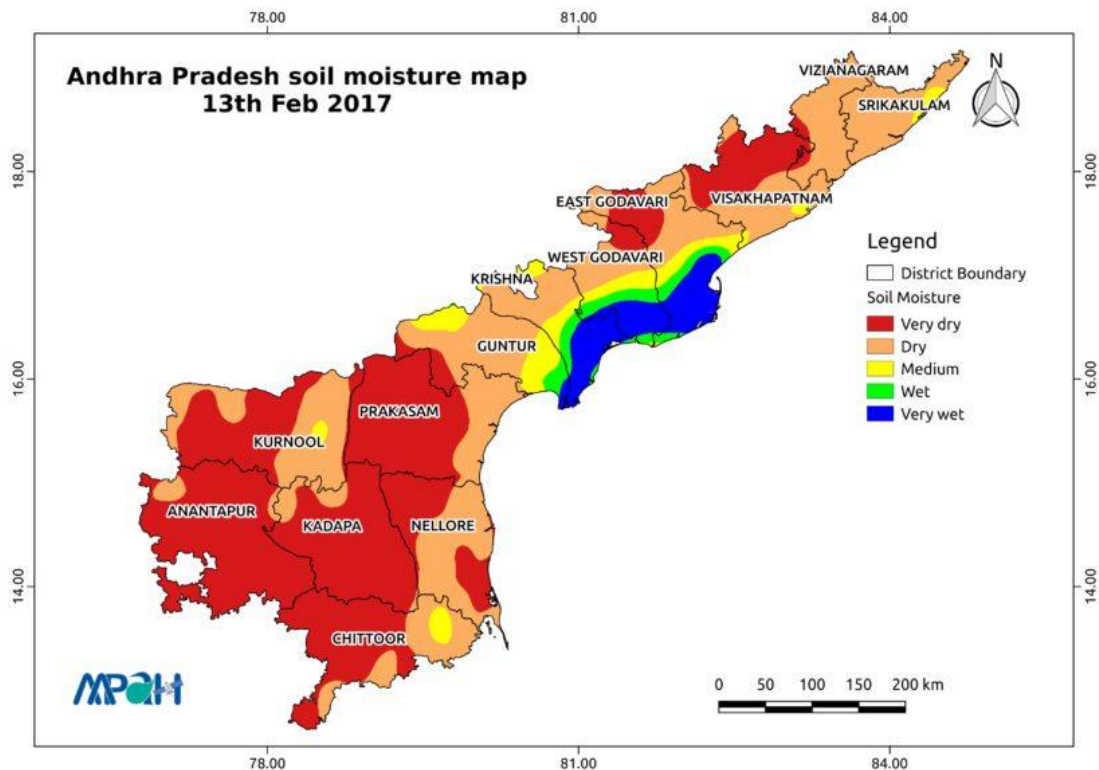 78.00
81.00
84.00
Andhra Pradesh soil moisture map
13th Feb 2017
N
VIZIANAGARAM
SRIKAKULAM
18.00
18.00
EAST GODAVARI
VISAKHAPATNAM
WEST GODAVARI
KRISHNA
GUNTUR
Legend
District Boundary
Soil Moisture
Very dry
Dry
Medium
Wet
Very wet
16.00
16.00
PRAKASAM
KURNOOL
ANANTAPUR
KADAPA
NELLORE
14.00
14.00
CHITTOOR
0 50 100 150 200 km
78.00
81.00
84.00